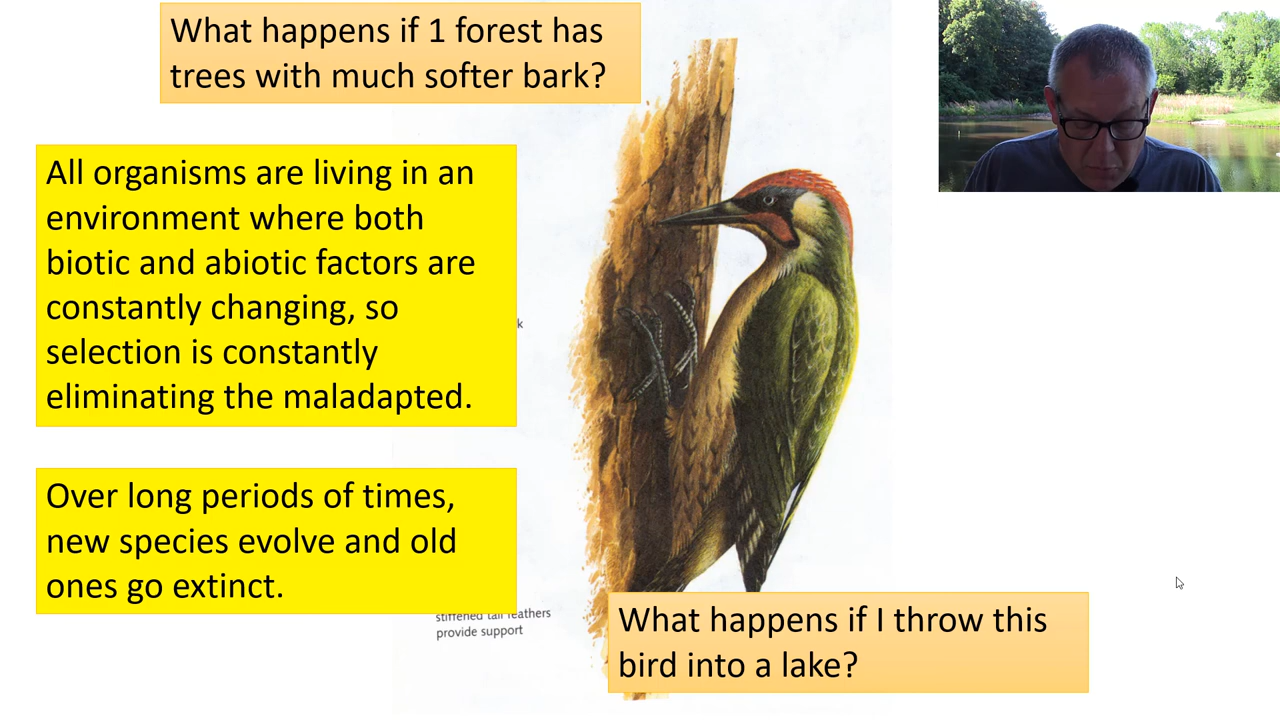 What happens if 1 forest has
trees with much softer bark?
All organisms are living in an
environment where both
biotic and abiotic factors are
constantly changing, so
selection is constantly
eliminating the maladapted.
k
Over long periods of times,
new species evolve and old
ones go extinct.
stiffened tail feathers
provide support
What happens if I throw this
bird into a lake?